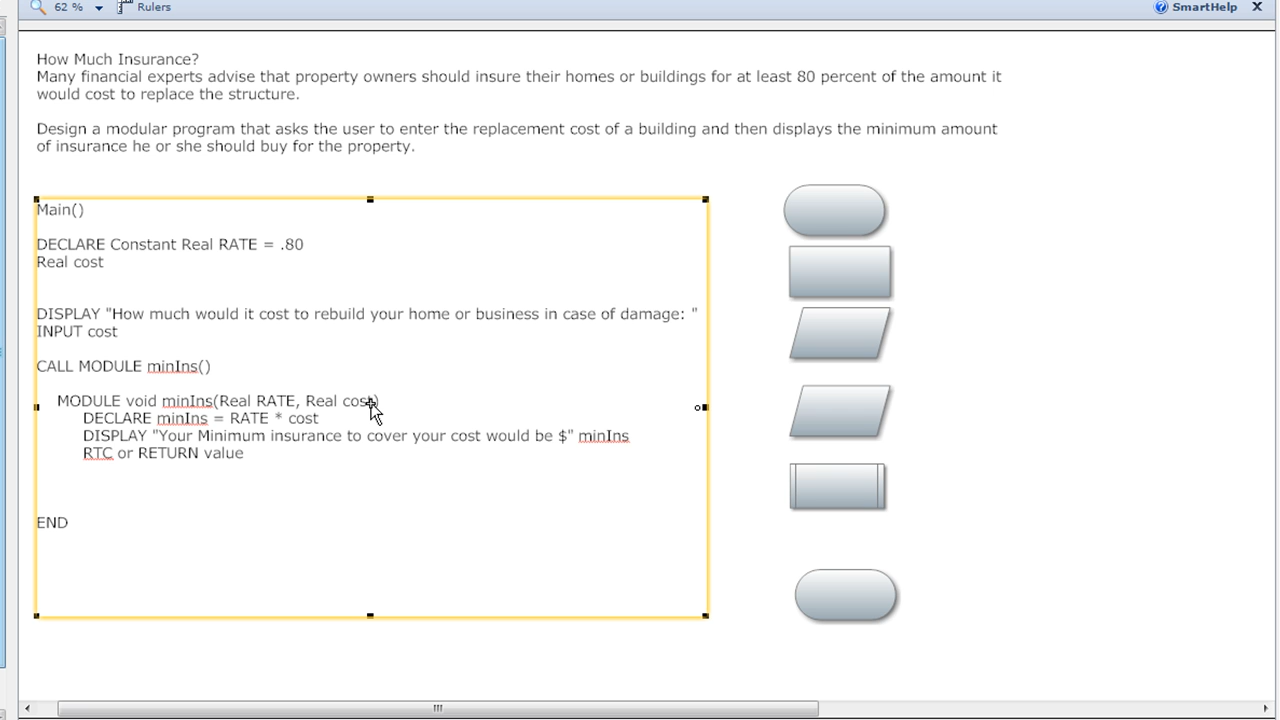 62 %
Rulers
SmartHelp X
How Much Insurance?
Many financial experts advise that property owners should insure their homes or buildings for at least 80 percent of the amount it
would cost to replace the structure.
Design a modular program that asks the user to enter the replacement cost of a building and then displays the minimum amount
of insurance he or she should buy for the property.
Main()
DECLARE Constant Real RATE = .80
Real cost
DISPLAY "How much would it cost to rebuild your home or business in case of damage: "
INPUT cost
CALL MODULE minIns()
MODULE void minIns(Real RATE, Real cost)
DECLARE minIns = RATE * cost
DISPLAY "Your Minimum insurance to cover your cost would be $" minIns
RTC or RETURN value
END